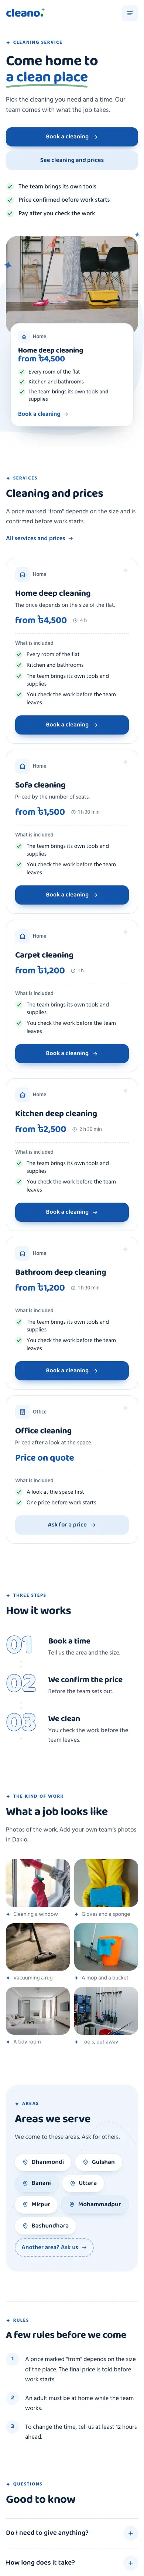 cleano.
CLEANING SERVICE
Come home to
a clean place
Pick the cleaning you need and a time. Our
team comes with what the job takes.
Book a cleaning →
See cleaning and prices
The team brings its own tools
Price confirmed before work starts
Pay after you check the work
Home
Home deep cleaning
from ৳4,500
Every room of the flat
Kitchen and bathrooms
The team brings its own tools and
supplies
Book a cleaning →
SERVICES
Cleaning and prices
A price marked "from" depends on the size and is
confirmed before work starts.
All services and prices →
Home
Home deep cleaning
The price depends on the size of the flat.
from ৳4,500 4 h
What is included
Every room of the flat
Kitchen and bathrooms
The team brings its own tools and
supplies
You check the work before the team
leaves
Book a cleaning →
Home
Sofa cleaning
Priced by the number of seats.
from ৳1,500 1 h 30 min
What is included
The team brings its own tools and
supplies
You check the work before the team
leaves
Book a cleaning →
Home
Carpet cleaning
from ৳1,200 1 h
What is included
The team brings its own tools and
supplies
You check the work before the team
leaves
Book a cleaning →
Home
Kitchen deep cleaning
from ৳2,500 2 h 30 min
What is included
The team brings its own tools and
supplies
You check the work before the team
leaves
Book a cleaning →
Home
Bathroom deep cleaning
from ৳1,200 1 h 30 min
What is included
The team brings its own tools and
supplies
You check the work before the team
leaves
Book a cleaning →
Office
Office cleaning
Priced after a look at the space.
Price on quote
What is included
A look at the space first
One price before work starts
Ask for a price →
THREE STEPS
How it works
01
Book a time
Tell us the area and the size.
02
We confirm the price
Before the team sets out.
03
We clean
You check the work before the
team leaves.
THE KIND OF WORK
What a job looks like
Photos of the work. Add your own team's photos
in Dakio.
Cleaning a window
Gloves and a sponge
Vacuuming a rug
A mop and a bucket
A tidy room
Tools, put away
AREAS
Areas we serve
We come to these areas. Ask for others.
Dhanmondi
Gulshan
Banani
Uttara
Mirpur
Mohammadpur
Bashundhara
Another area? Ask us →
RULES
A few rules before we come
1 A price marked "from" depends on the size
of the place. The final price is told before
work starts.
2 An adult must be at home while the team
works.
3 To change the time, tell us at least 12 hours
ahead.
QUESTIONS
Good to know
Do I need to give anything? +
How long does it take? +